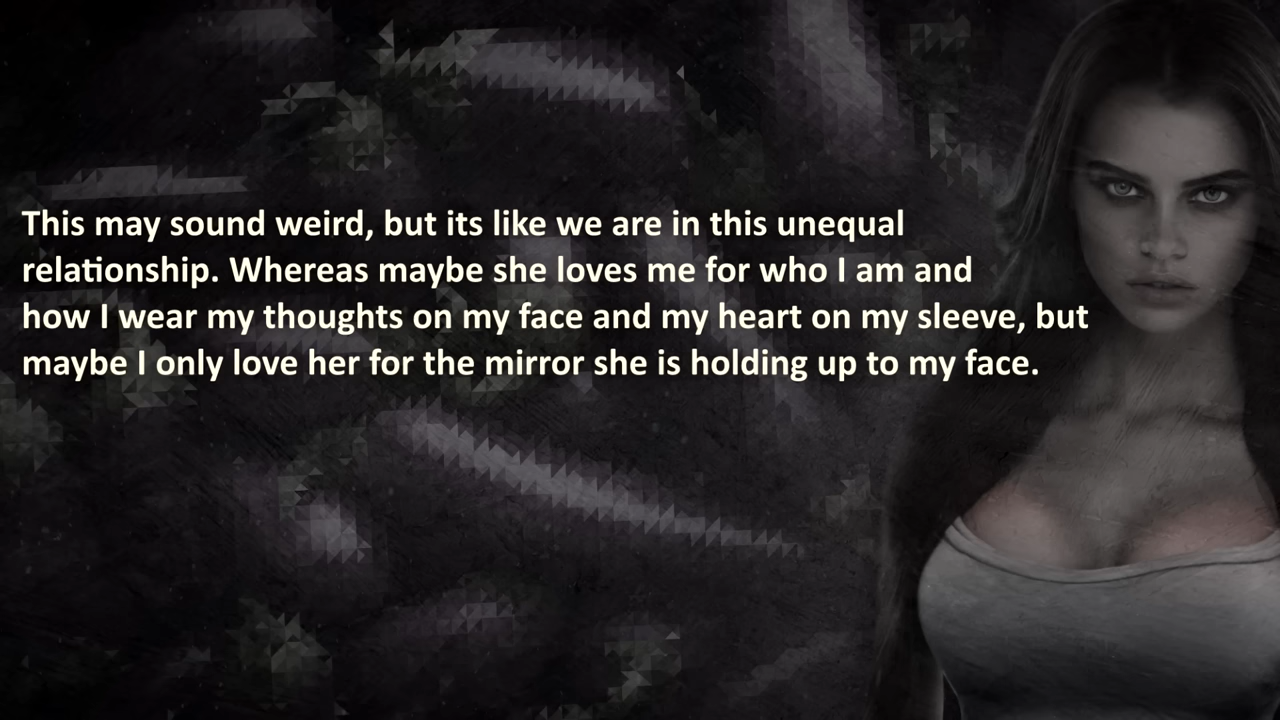 This may sound weird, but its like we are in this unequal
relationship. Whereas maybe she loves me for who I am and
how I wear my thoughts on my face and my heart on my sleeve, but
maybe I only love her for the mirror she is holding up to my face.